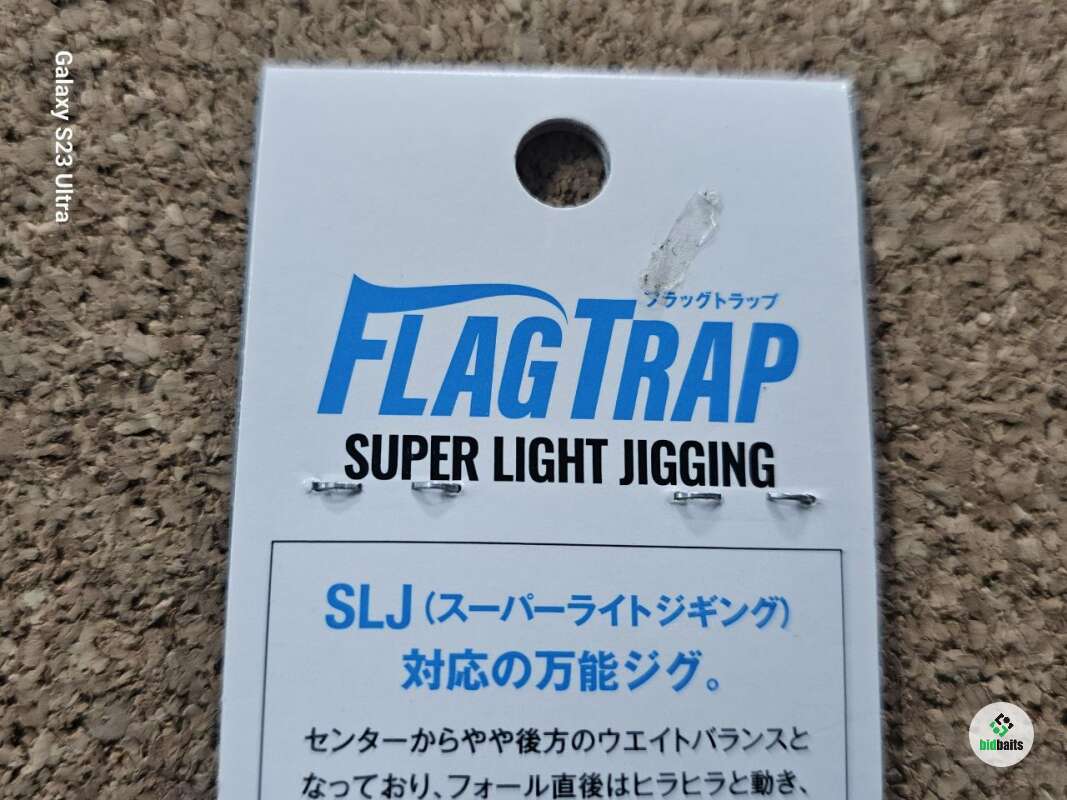 Galaxy S23 Ultra
フラッグトラップ
FLAGTRAP
SUPER LIGHT JIGGING
SLJ(スーパーライトジギング)
対応の万能ジグ。
センターからやや後方のウエイトバランスと
なっており、フォール直後はヒラヒラと動き、
bidbaits